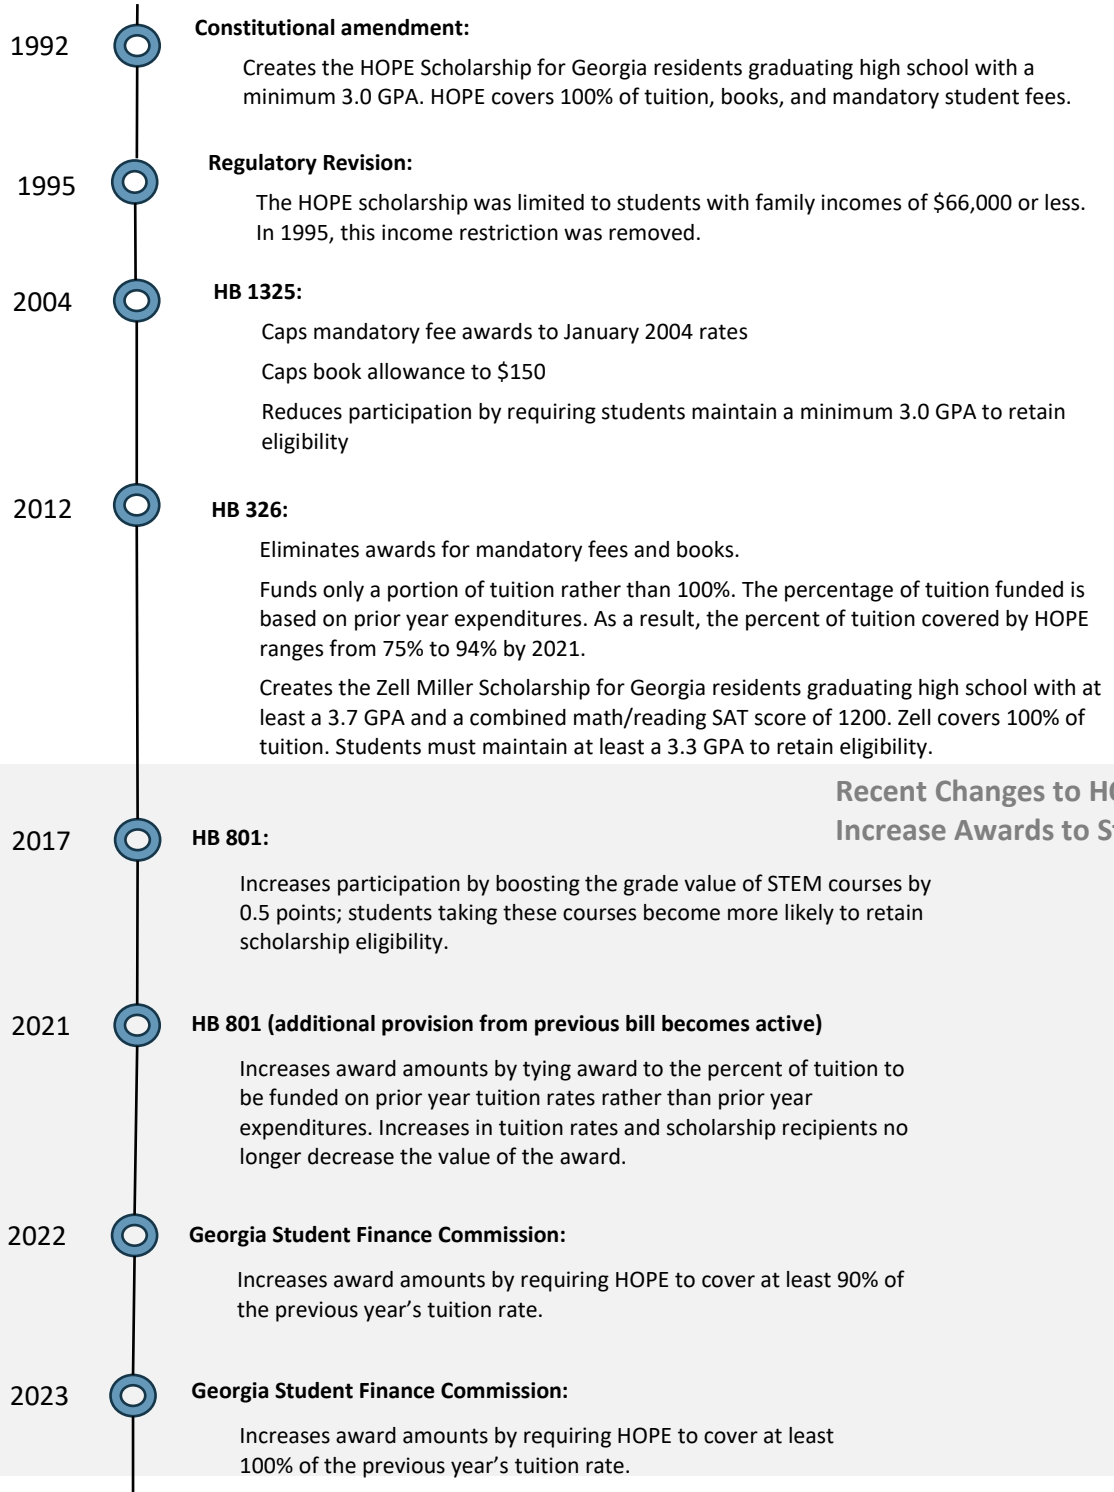 1992
Constitutional amendment:
Creates the HOPE Scholarship for Georgia residents graduating high school with a
minimum 3.0 GPA. HOPE covers 100% of tuition, books, and mandatory student fees.
1995
Regulatory Revision:
The HOPE scholarship was limited to students with family incomes of $66,000 or less.
In 1995, this income restriction was removed.
2004
HB 1325:
Caps mandatory fee awards to January 2004 rates
Caps book allowance to $150
Reduces participation by requiring students maintain a minimum 3.0 GPA to retain
eligibility
2012
HB 326:
Eliminates awards for mandatory fees and books.
Funds only a portion of tuition rather than 100%. The percentage of tuition funded is
based on prior year expenditures. As a result, the percent of tuition covered by HOPE
ranges from 75% to 94% by 2021.
Creates the Zell Miller Scholarship for Georgia residents graduating high school with at
least a 3.7 GPA and a combined math/reading SAT score of 1200. Zell covers 100% of
tuition. Students must maintain at least a 3.3 GPA to retain eligibility.
Recent Changes to
Increase Awards to
2017
HB 801:
Increases participation by boosting the grade value of STEM courses by
0.5 points; students taking these courses become more likely to retain
scholarship eligibility.
2021
HB 801 (additional provision from previous bill becomes active)
Increases award amounts by tying award to the percent of tuition to
be funded on prior year tuition rates rather than prior year
expenditures. Increases in tuition rates and scholarship recipients no
longer decrease the value of the award.
2022
Georgia Student Finance Commission:
Increases award amounts by requiring HOPE to cover at least 90% of
the previous year's tuition rate.
2023
Georgia Student Finance Commission:
Increases award amounts by requiring HOPE to cover at least
100% of the previous year's tuition rate.